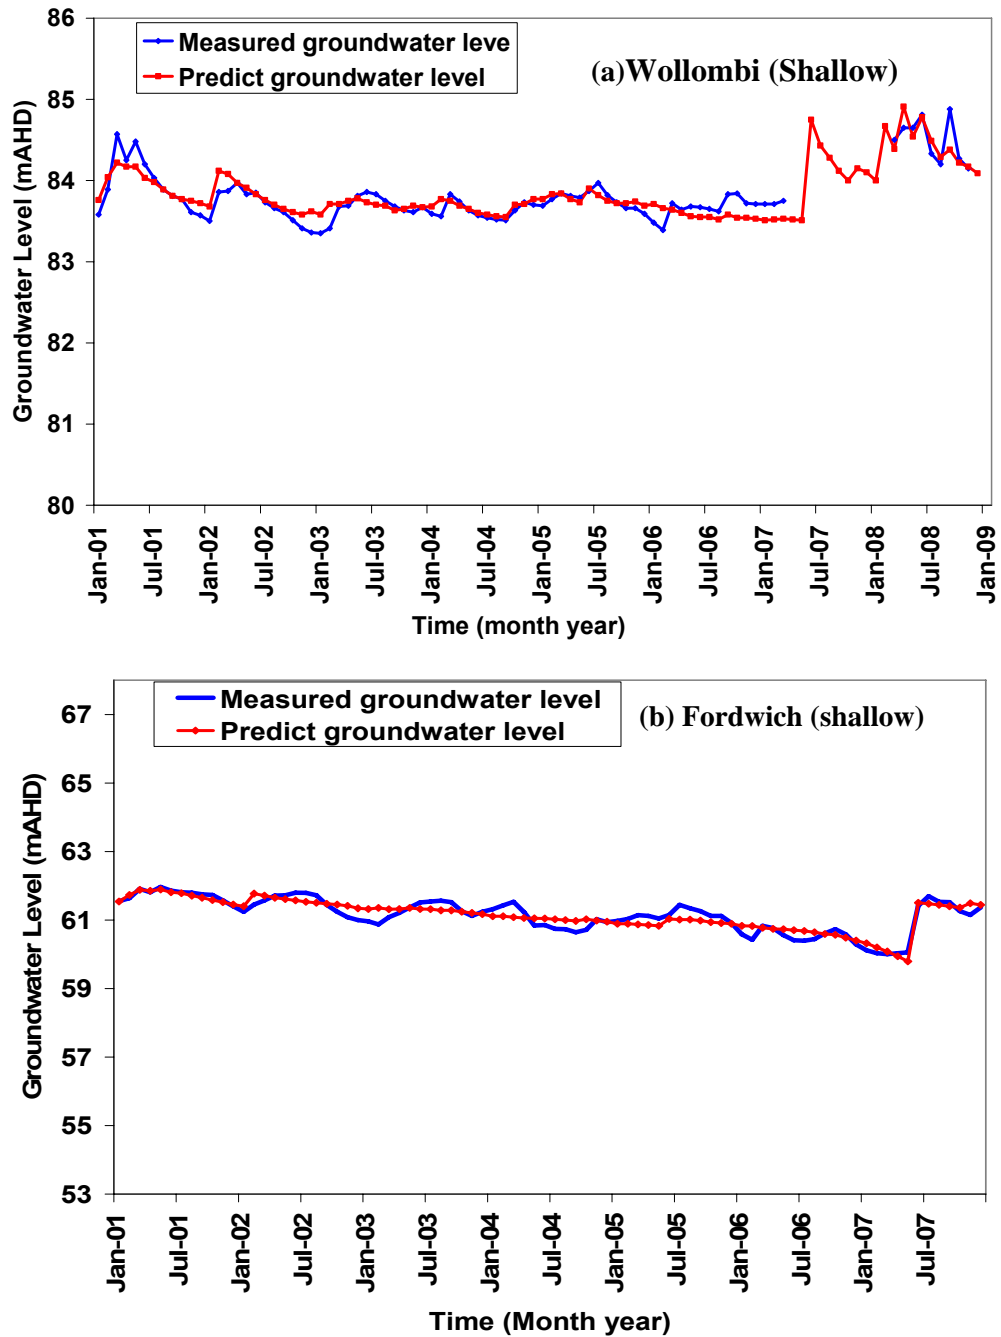 86
85
84
83
82
81
80
Groundwater Level (mAHD)
Measured groundwater leve
Predict groundwater level
(a)Wollombi (Shallow)
Jan-01
Jul-01
Jan-02
Jul-02
Jan-03
Jul-03
Jan-04
Jul-04
Jan-05
Jul-05
Jan-06
Jul-06
Jan-07
Jul-07
Jan-08
Jul-08
Jan-09
Time (month year)
67
65
63
61
59
57
55
53
Groundwater Level (mAHD)
Measured groundwater level
Predict groundwater level
(b) Fordwich (shallow)
Jan-01
Jul-01
Jan-02
Jul-02
Jan-03
Jul-03
Jan-04
Jul-04
Jan-05
Jul-05
Jan-06
Jul-06
Jan-07
Jul-07
Time (Month year)